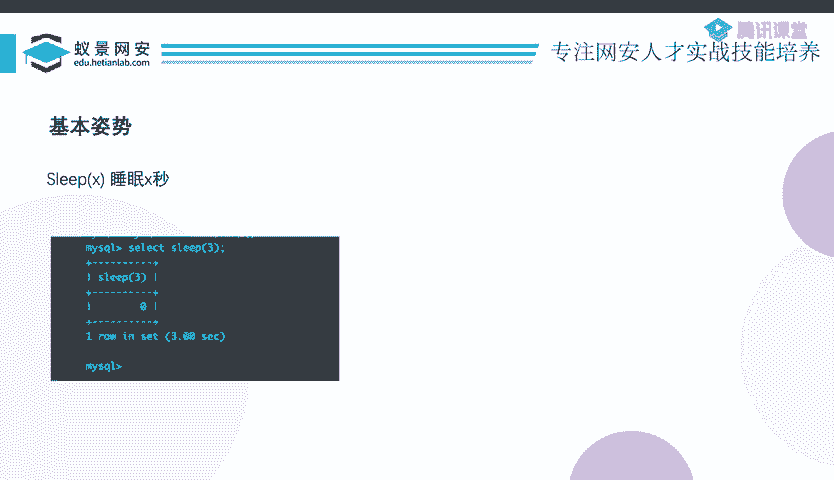 蚁景网安
edu.hetianlab.com
腾讯课堂
专注网安人才实战技能培养
基本姿势
Sleep(x) 睡眠x秒
mysql> select sleep(3);
+----------+
| sleep(3) |
+----------+
|        0 |
+----------+
1 row in set (3.00 sec)
mysql>